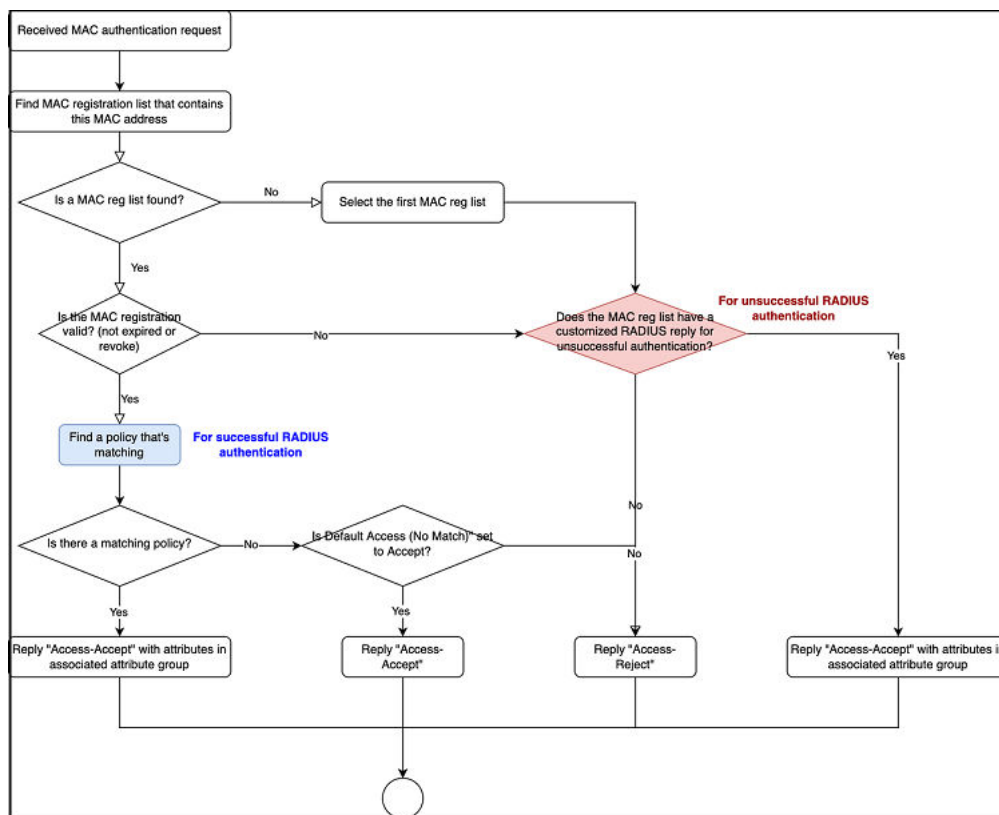 Received MAC authentication request
Find MAC registration list that contains
this MAC address
Is a MAC reg list found?
No
Select the first MAC reg list
Yes
Is the MAC registration
valid? (not expired or
revoke)
No
Does the MAC reg list have a
customized RADIUS reply for
unsuccessful authentication?
For unsuccessful RADIUS
authentication
Yes
Yes
Find a policy that's
matching
For successful RADIUS
authentication
No
Is there a matching policy?
No
Is Default Access (No Match)" set
to Accept?
No
Yes
Yes
Reply "Access-Accept" with attributes in
associated attribute group
Reply "Access-
Accept"
Reply "Access-
Reject"
Reply "Access-Accept" with attributes i
associated attribute group